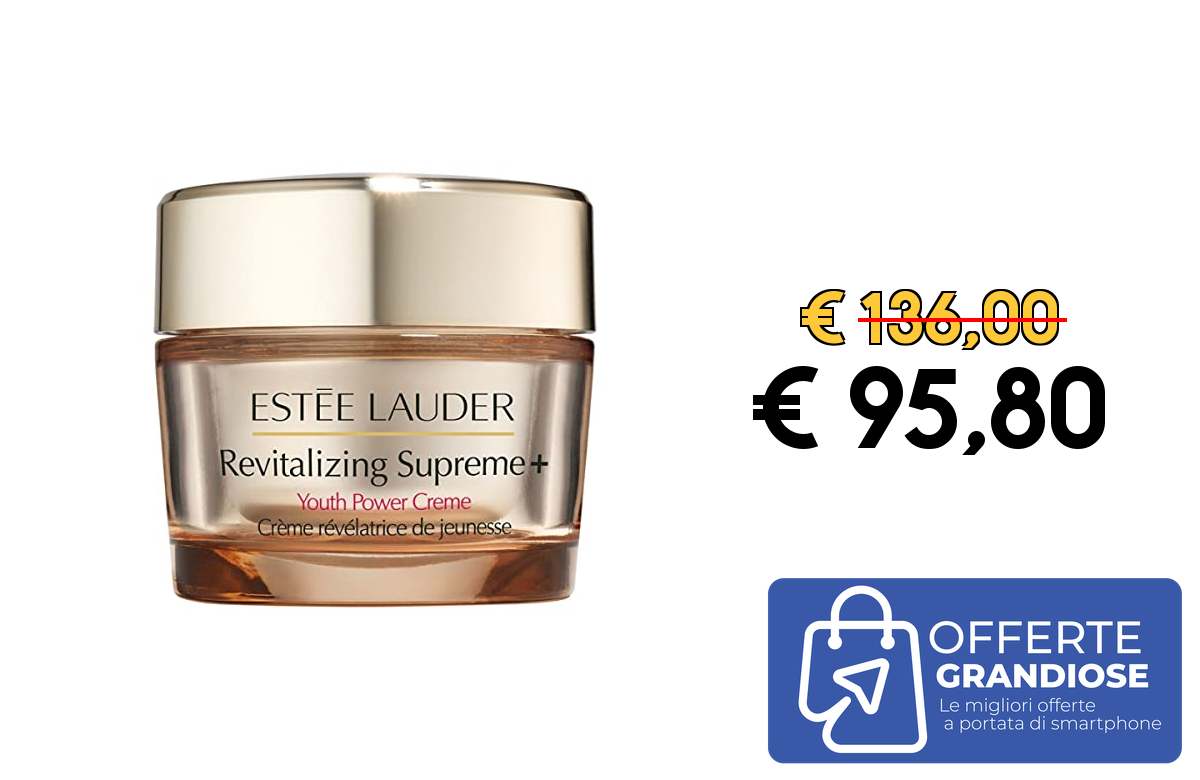 ESTĒE LAUDER
Revitalizing Supreme+
Youth Power Creme
Crème révélatrice de jeunesse
€ 136,00
€ 95,80
OFFERTE
GRANDIOSE
Le migliori offerte
a portata di smartphone